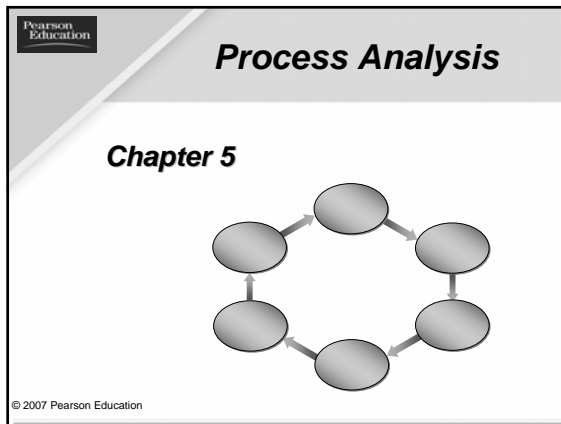 Pearson
Education
Process Analysis
Chapter 5
© 2007 Pearson Education